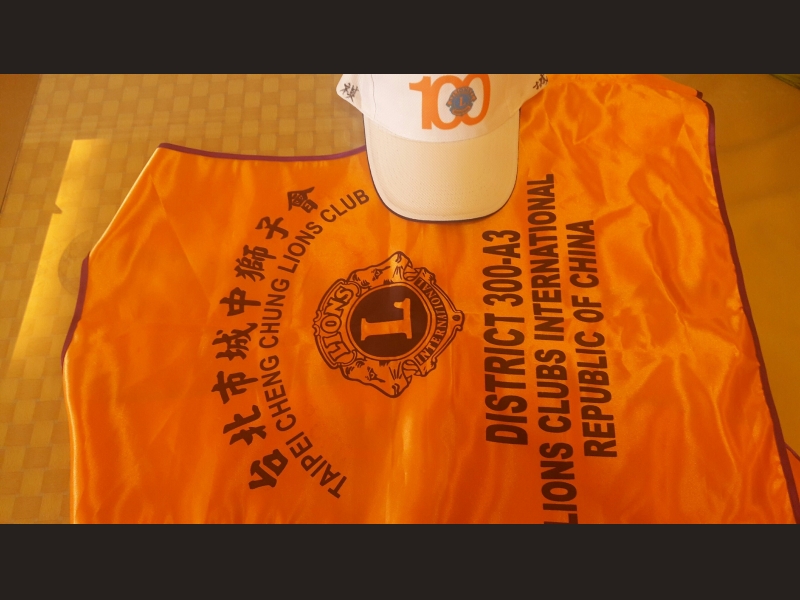 100
台北市城中獅子會
TAIPEI CHENG CHUNG LIONS CLUB
LIONS
L
INTERNATIONAL
DISTRICT 300-A3
LIONS CLUBS INTERNATIONAL
REPUBLIC OF CHINA